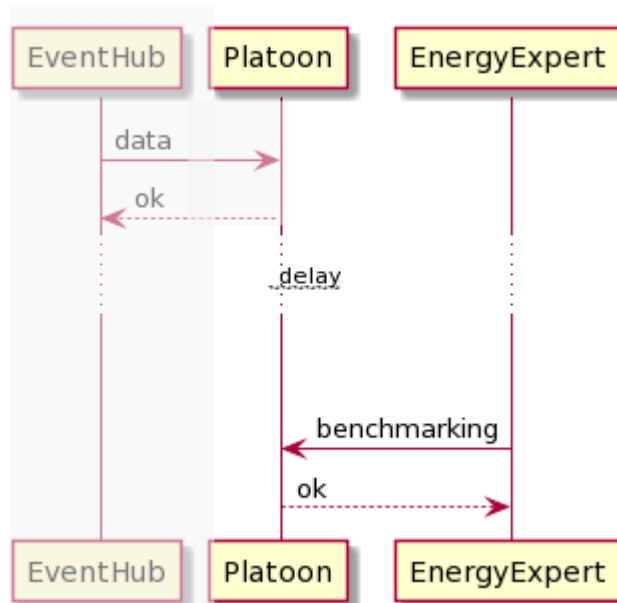 EventHub Platoon EnergyExpert
data
ok
delay
benchmarking
ok
EventHub Platoon EnergyExpert